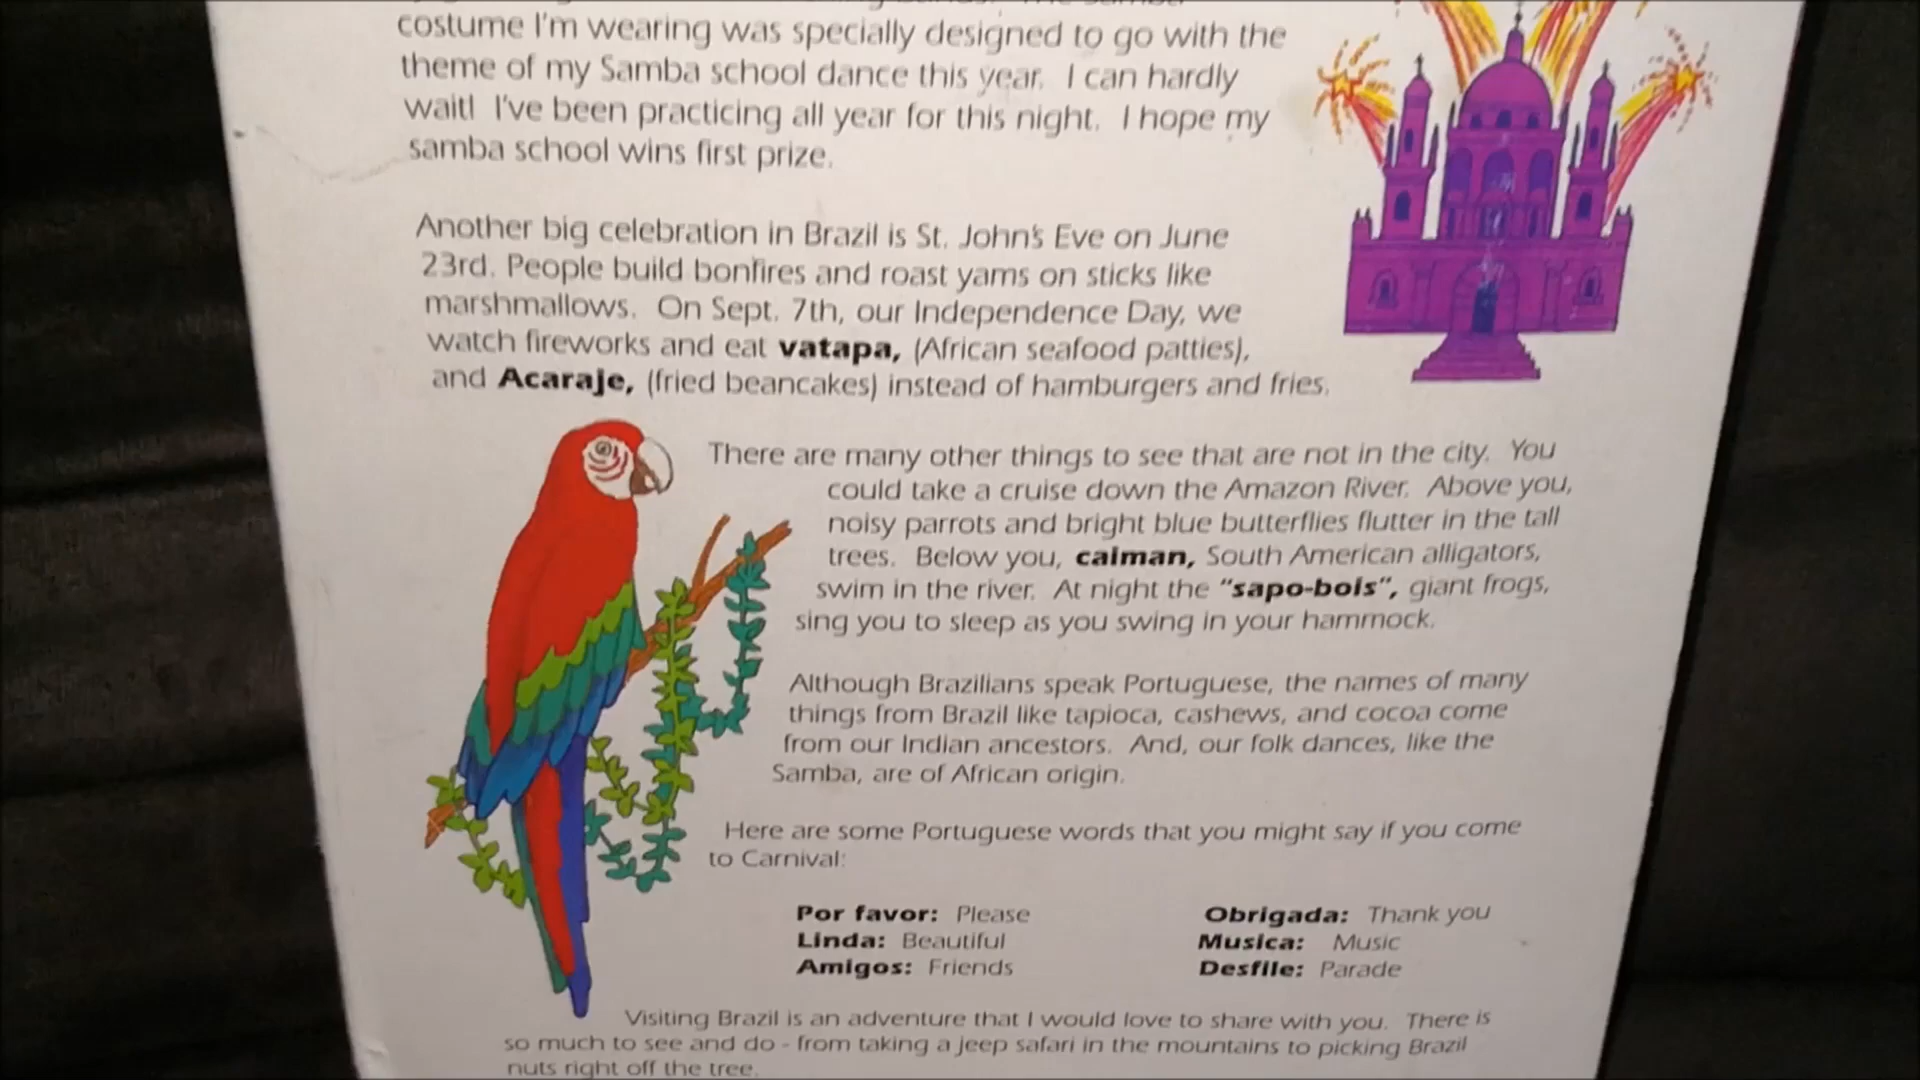 costume I'm wearing was specially designed to go with the
theme of my Samba school dance this year. I can hardly
wait! I've been practicing all year for this night. I hope my
samba school wins first prize.
Another big celebration in Brazil is St. John's Eve on June
23rd. People build bonfires and roast yams on sticks like
marshmallows. On Sept. 7th, our Independence Day, we
watch fireworks and eat vatapa, (African seafood patties),
and Acaraje, (fried beancakes) instead of hamburgers and fries.
There are many other things to see that are not in the city. You
could take a cruise down the Amazon River. Above you,
noisy parrots and bright blue butterflies flutter in the tall
trees. Below you, caiman, South American alligators,
swim in the river. At night the "sapo-bois", giant frogs,
sing you to sleep as you swing in your hammock.
Although Brazilians speak Portuguese, the names of many
things from Brazil like tapioca, cashews, and cocoa come
from our Indian ancestors. And, our folk dances, like the
Samba, are of African origin.
Here are some Portuguese words that you might say if you come
to Carnival:
Por favor: Please
Linda: Beautiful
Amigos: Friends
Obrigada: Thank you
Musica: Music
Desfile: Parade
Visiting Brazil is an adventure that I would love to share with you. There is
so much to see and do - from taking a jeep safari in the mountains to picking Brazil
nuts right off the tree.